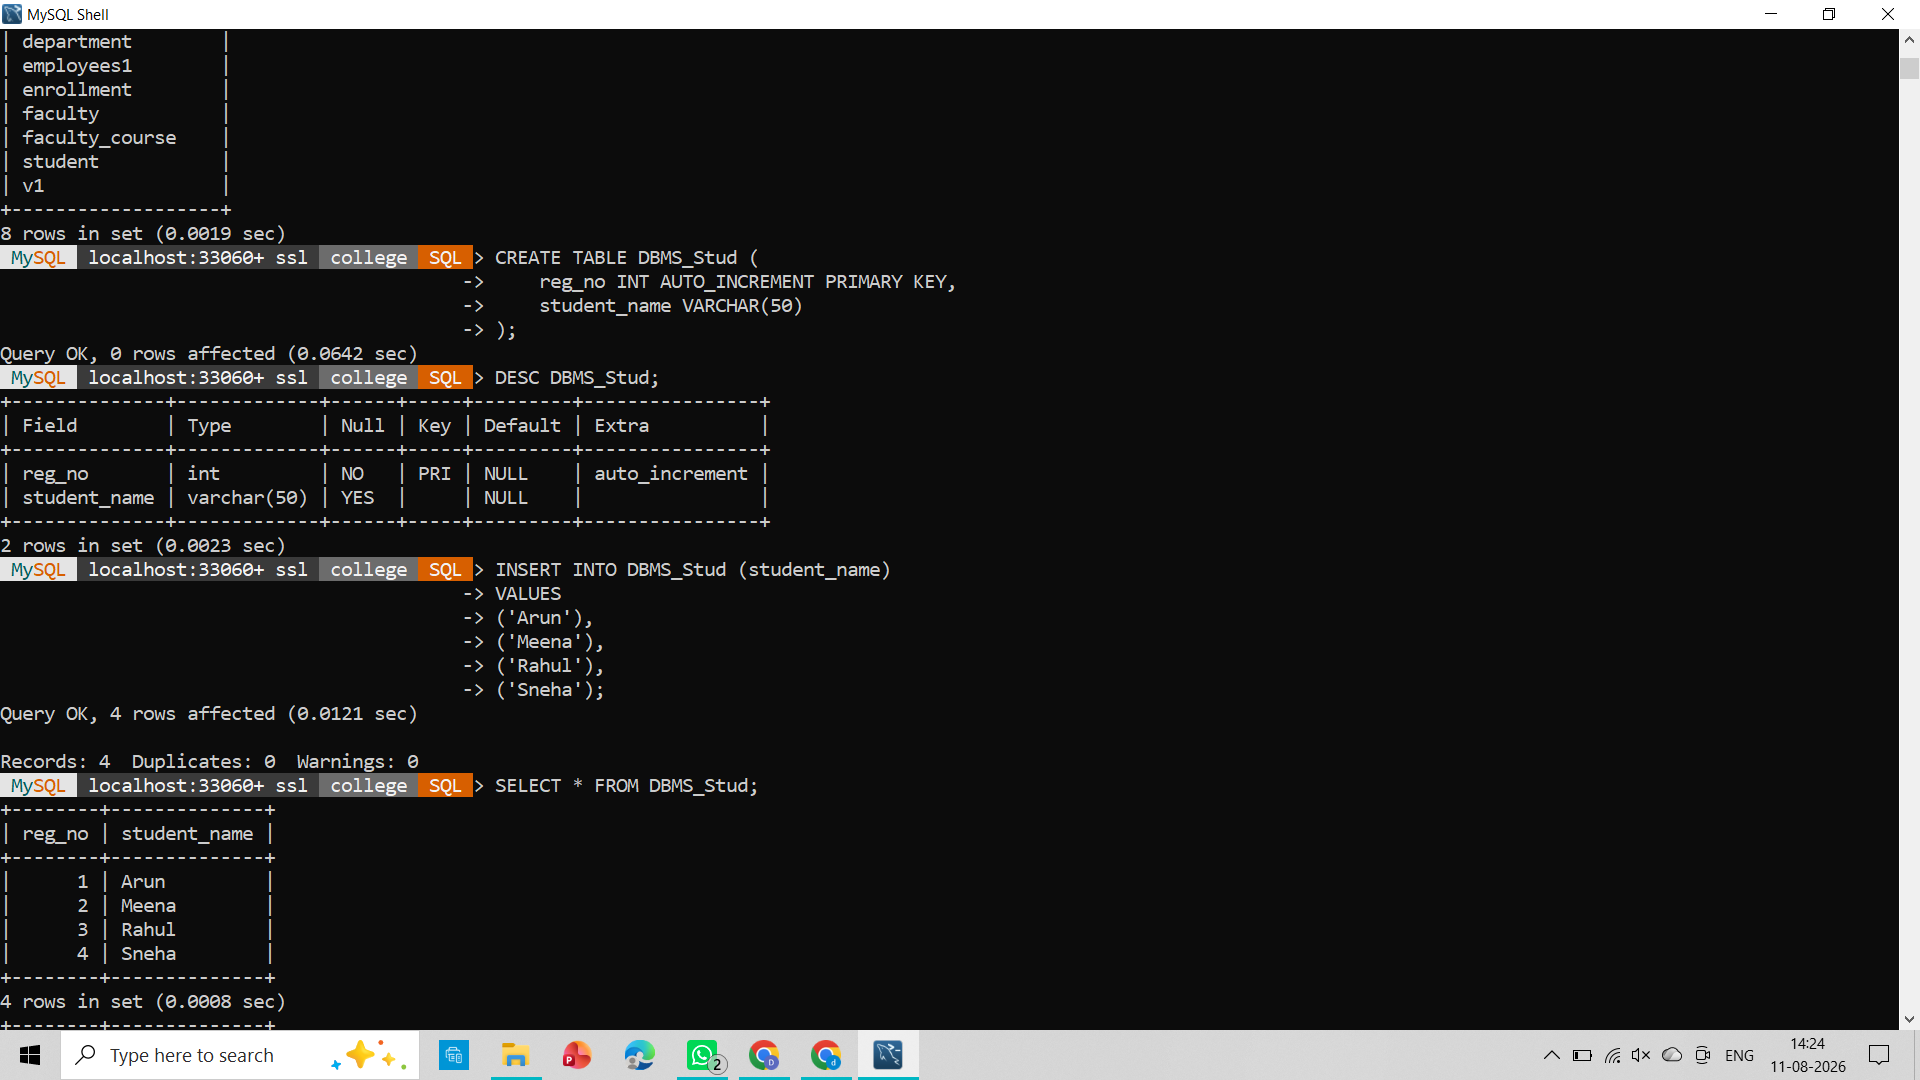 MySQL Shell
| department        |
| employees1        |
| enrollment        |
| faculty           |
| faculty_course    |
| student           |
| v1                |
+-------------------+
8 rows in set (0.0019 sec)
MySQL localhost:33060+ ssl college SQL > CREATE TABLE DBMS_Stud (
->     reg_no INT AUTO_INCREMENT PRIMARY KEY,
->     student_name VARCHAR(50)
-> );
Query OK, 0 rows affected (0.0642 sec)
MySQL localhost:33060+ ssl college SQL > DESC DBMS_Stud;
+--------------+-------------+------+-----+---------+----------------+
| Field        | Type        | Null | Key | Default | Extra          |
+--------------+-------------+------+-----+---------+----------------+
| reg_no       | int         | NO   | PRI | NULL    | auto_increment |
| student_name | varchar(50) | YES  |     | NULL    |                |
+--------------+-------------+------+-----+---------+----------------+
2 rows in set (0.0023 sec)
MySQL localhost:33060+ ssl college SQL > INSERT INTO DBMS_Stud (student_name)
-> VALUES
-> ('Arun'),
-> ('Meena'),
-> ('Rahul'),
-> ('Sneha');
Query OK, 4 rows affected (0.0121 sec)
Records: 4  Duplicates: 0  Warnings: 0
MySQL localhost:33060+ ssl college SQL > SELECT * FROM DBMS_Stud;
+--------+--------------+
| reg_no | student_name |
+--------+--------------+
|      1 | Arun         |
|      2 | Meena        |
|      3 | Rahul        |
|      4 | Sneha        |
+--------+--------------+
4 rows in set (0.0008 sec)
+--------+--------------+
Type here to search
2
ENG
14:24
11-08-2026